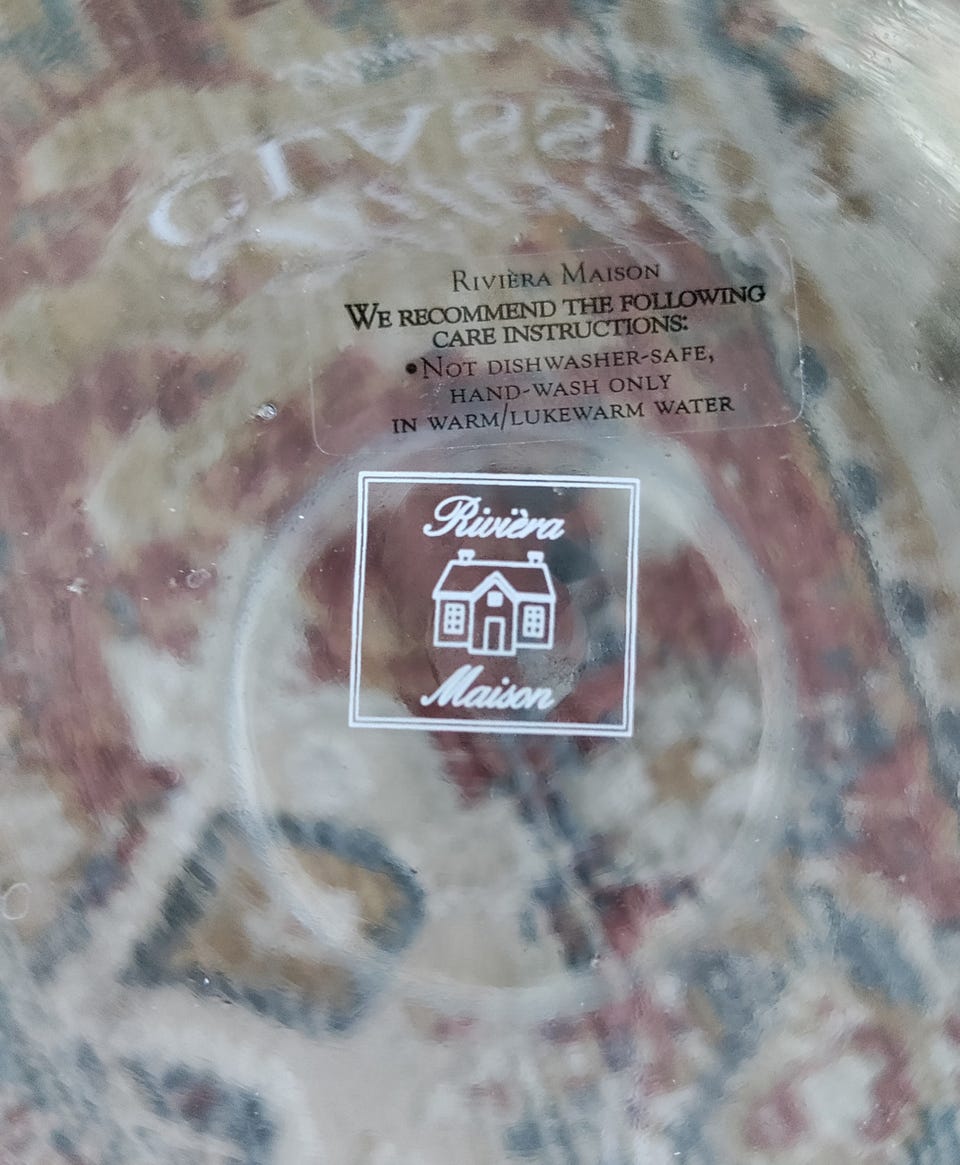 CLASSIC
RIVIÈRA MAISON
WE RECOMMEND THE FOLLOWING
CARE INSTRUCTIONS:
•NOT DISHWASHER-SAFE,
HAND-WASH ONLY
IN WARM/LUKEWARM WATER
Rivièra
Maison